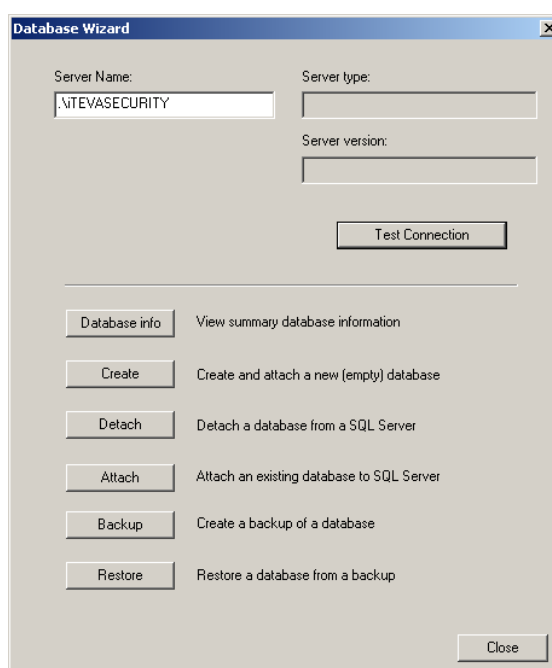 Database Wizard
Server Name:
Server type:
.\iTEVASECURITY
Server version:
Test Connection
Database info
View summary database information
Create
Create and attach a new (empty) database
Detach
Detach a database from a SQL Server
Attach
Attach an existing database to SQL Server
Backup
Create a backup of a database
Restore
Restore a database from a backup
Close